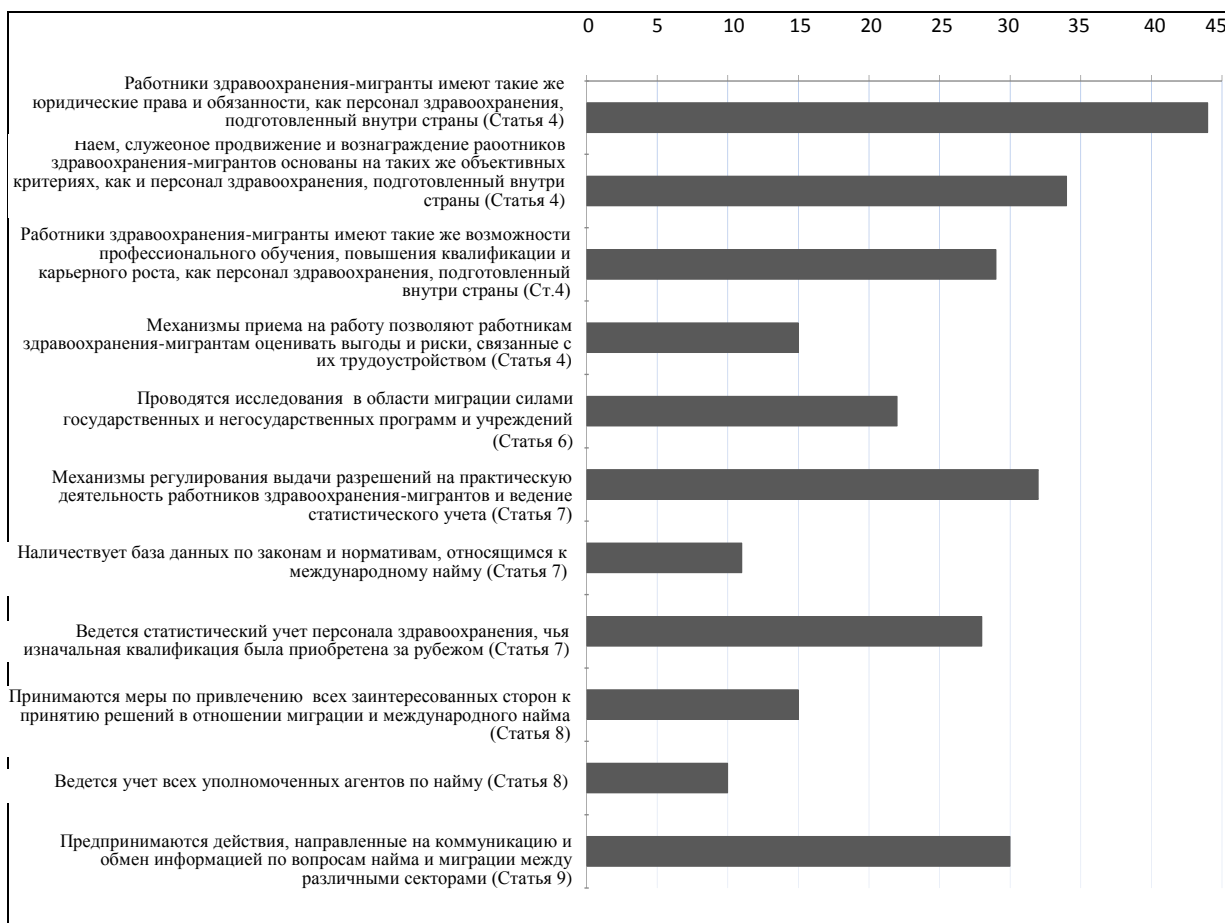 0 5 10 15 20 25 30 35 40 45
Работники здравоохранения-мигранты имеют такие же
юридические права и обязанности, как персонал здравоохранения,
подготовленный внутри страны (Статья 4)
Наем, служебное продвижение и вознаграждение работников
здравоохранения-мигрантов основаны на таких же объективных
критериях, как и персонал здравоохранения, подготовленный внутри
страны (Статья 4)
Работники здравоохранения-мигранты имеют такие же возможности
профессионального обучения, повышения квалификации и
карьерного роста, как персонал здравоохранения, подготовленный
внутри страны (Ст.4)
Механизмы приема на работу позволяют работникам
здравоохранения-мигрантам оценивать выгоды и риски, связанные с
их трудоустройством (Статья 4)
Проводятся исследования в области миграции силами
государственных и негосударственных программ и учреждений
(Статья 6)
Механизмы регулирования выдачи разрешений на практическую
деятельность работников здравоохранения-мигрантов и ведение
статистического учета (Статья 7)
Наличествует база данных по законам и нормативам, относящимся к
международному найму (Статья 7)
Ведется статистический учет персонала здравоохранения, чья
изначальная квалификация была приобретена за рубежом (Статья 7)
Принимаются меры по привлечению всех заинтересованных сторон к
принятию решений в отношении миграции и международного найма
(Статья 8)
Ведется учет всех уполномоченных агентов по найму (Статья 8)
Предпринимаются действия, направленные на коммуникацию и
обмен информацией по вопросам найма и миграции между
различными секторами (Статья 9)